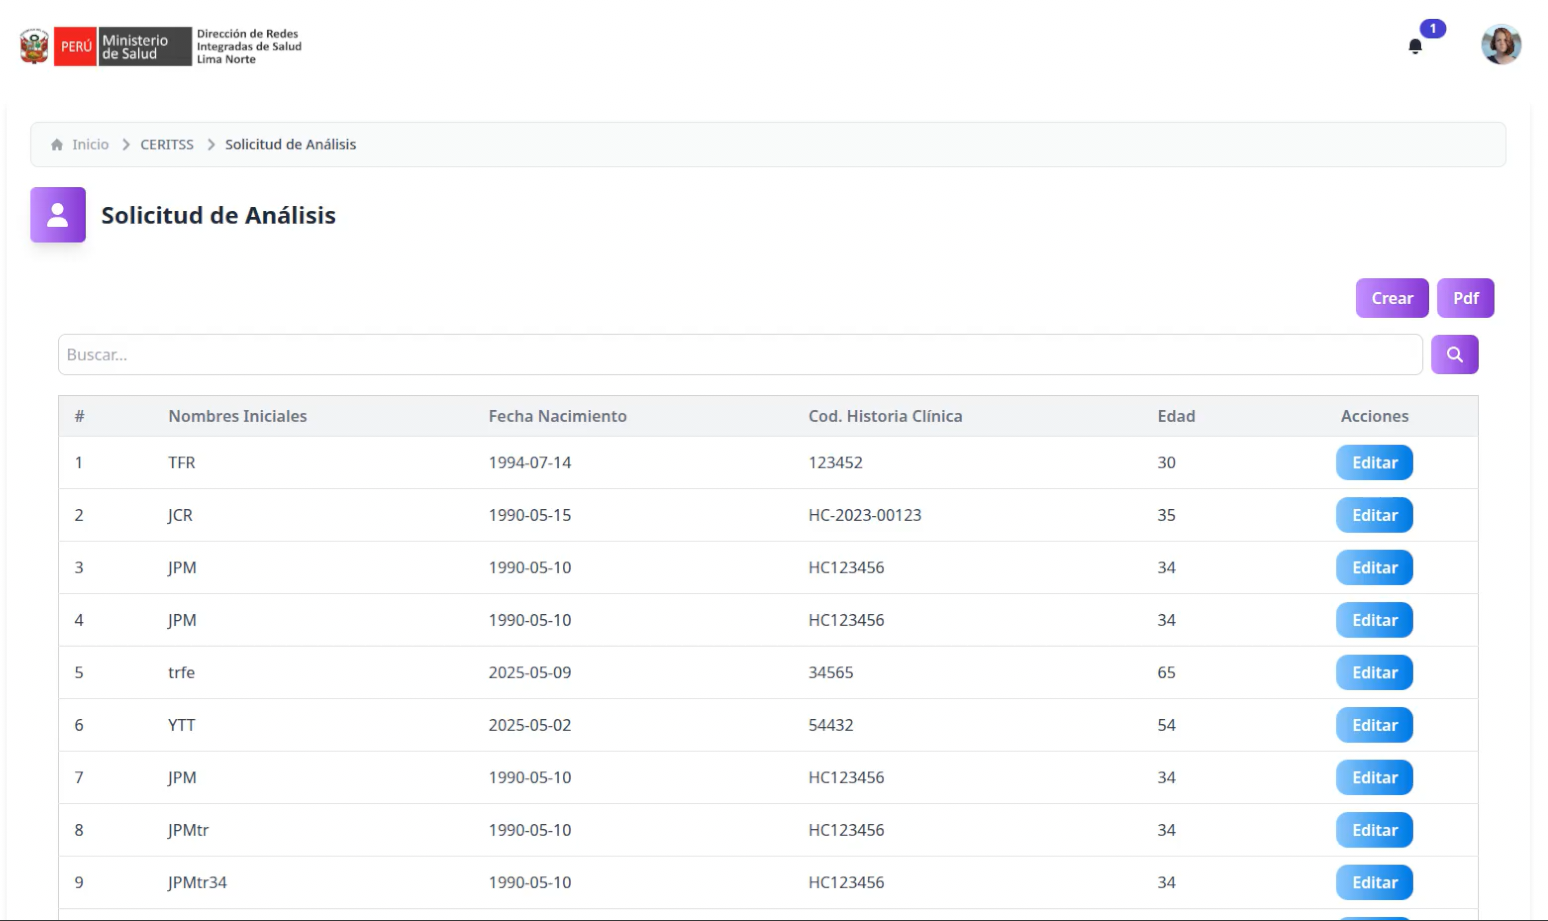 PERÚ
Ministerio
de Salud
Dirección de Redes
Integradas de Salud
Lima Norte
1
Inicio > CERITSS > Solicitud de Análisis
Solicitud de Análisis
Crear Pdf
Buscar...
# Nombres Iniciales Fecha Nacimiento Cod. Historia Clínica Edad Acciones
1 TFR 1994-07-14 123452 30 Editar
2 JCR 1990-05-15 HC-2023-00123 35 Editar
3 JPM 1990-05-10 HC123456 34 Editar
4 JPM 1990-05-10 HC123456 34 Editar
5 trfe 2025-05-09 34565 65 Editar
6 YTT 2025-05-02 54432 54 Editar
7 JPM 1990-05-10 HC123456 34 Editar
8 JPMtr 1990-05-10 HC123456 34 Editar
9 JPMtr34 1990-05-10 HC123456 34 Editar